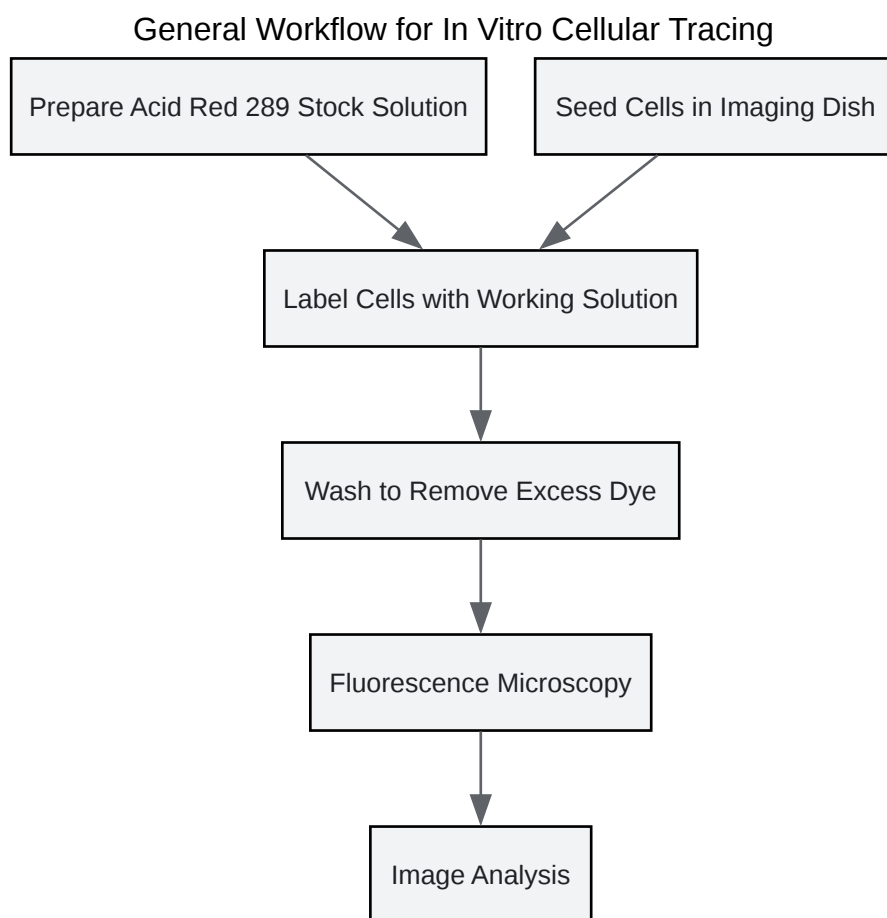 General Workflow for In Vitro Cellular Tracing
Prepare Acid Red 289 Stock Solution
Seed Cells in Imaging Dish
Label Cells with Working Solution
Wash to Remove Excess Dye
Fluorescence Microscopy
Image Analysis